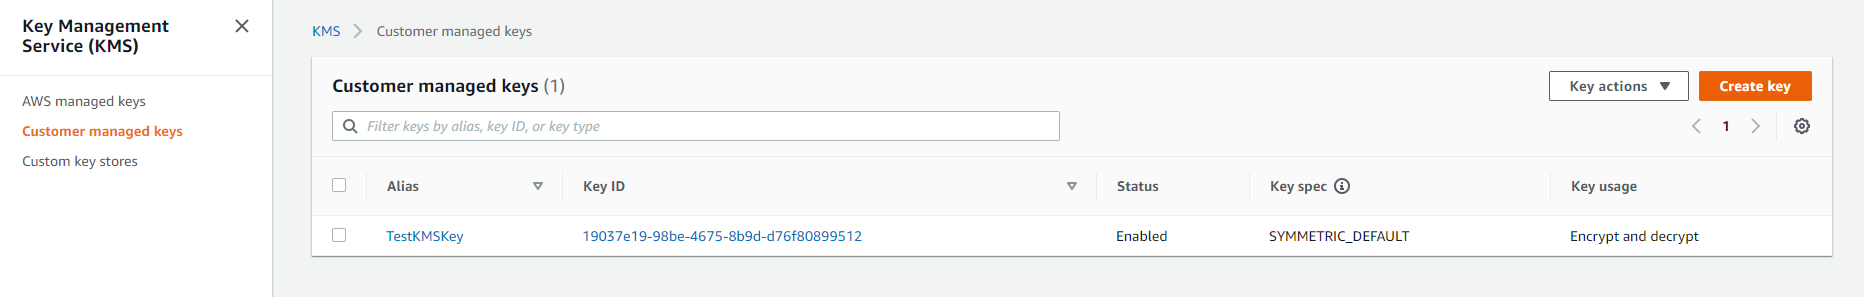 Key Management
Service (KMS)
AWS managed keys
Customer managed keys
Custom key stores
KMS Customer managed keys
Customer managed keys (1)
Key actions Create key
Filter keys by alias, key ID, or key type
1
Alias Key ID Status Key spec Key usage
TestKMSKey 19037e19-98be-4675-8b9d-d76f80899512 Enabled SYMMETRIC_DEFAULT Encrypt and decrypt